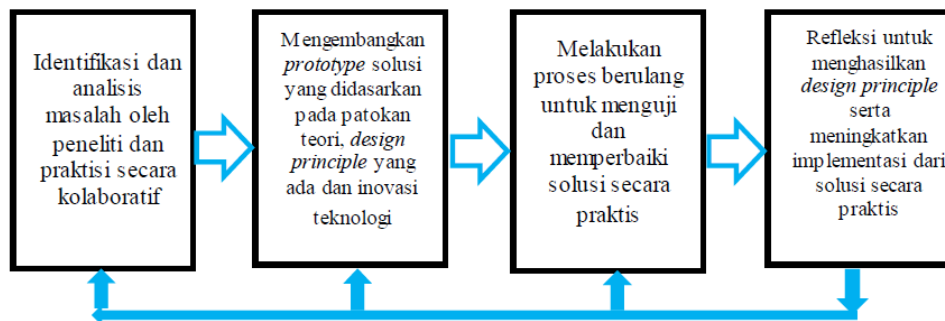 Identifikasi dan
analisis
masalah oleh
peneliti dan
praktisi secara
kolaboratif
Mengembangkan
prototype solusi
yang didasarkan
pada patokan
teori, design
principle yang
ada dan inovasi
teknologi
Melakukan
proses berulang
untuk menguji
dan
memperbaiki
solusi secara
praktis
Refleksi untuk
menghasilkan
design principle
serta
meningkatkan
implementasi dari
solusi secara
praktis